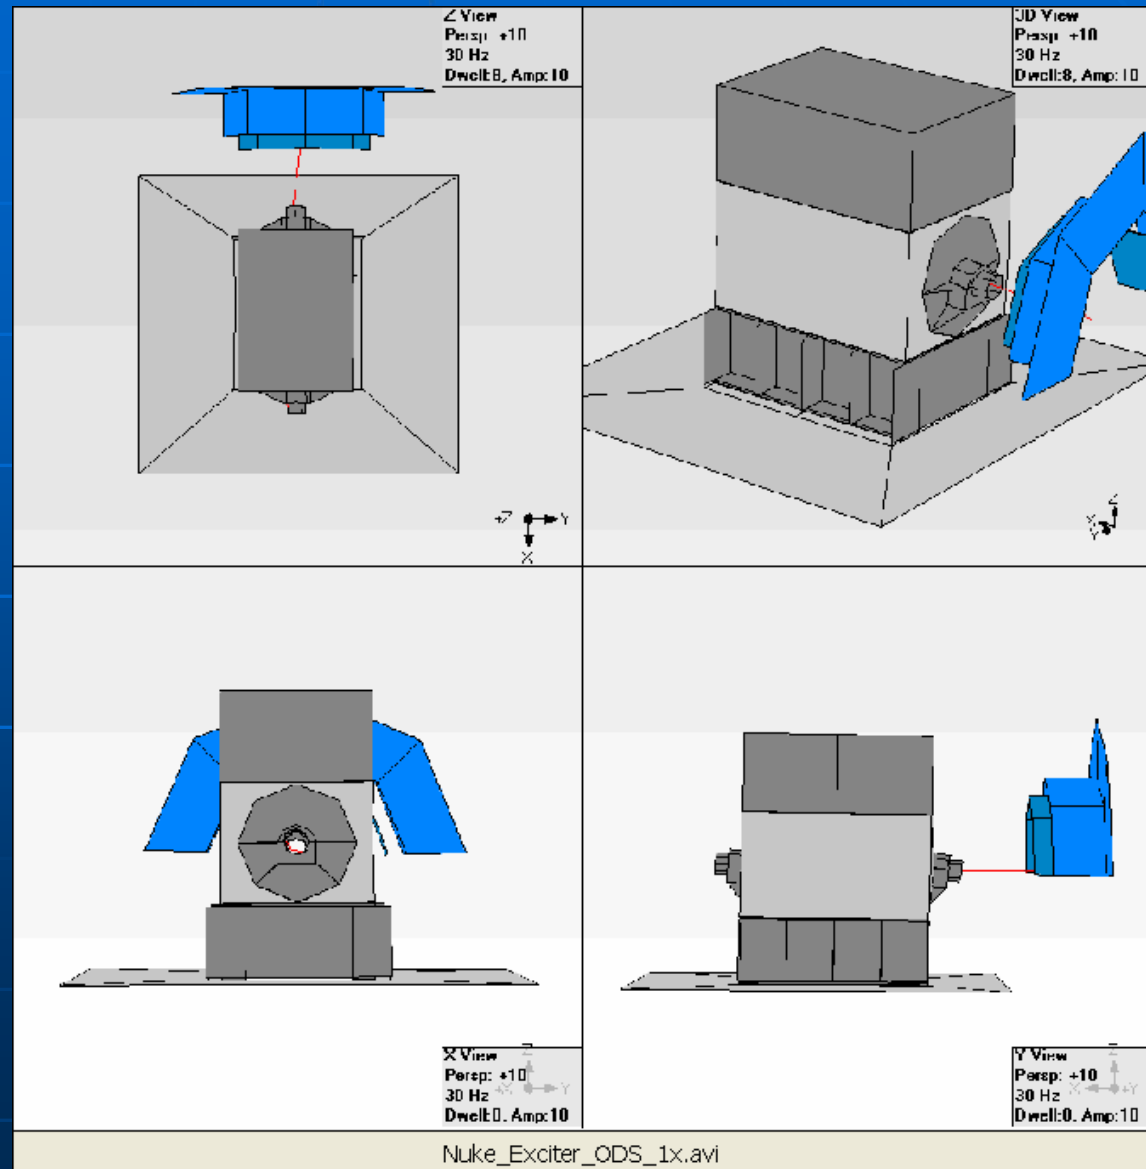 Z View
Persp: +10
30 Hz
Dwell:8, Amp:10
3D View
Persp: +10
30 Hz
Dwell:8, Amp:10
+Z Y
X
Z
X
Y
X View
Persp: +10
30 Hz
Dwell:0. Amp:10
Z
+X Y
Y View
Persp: +10
30 Hz
Dwell:0. Amp:10
Z
X +Y
Nuke_Exciter_ODS_1x.avi